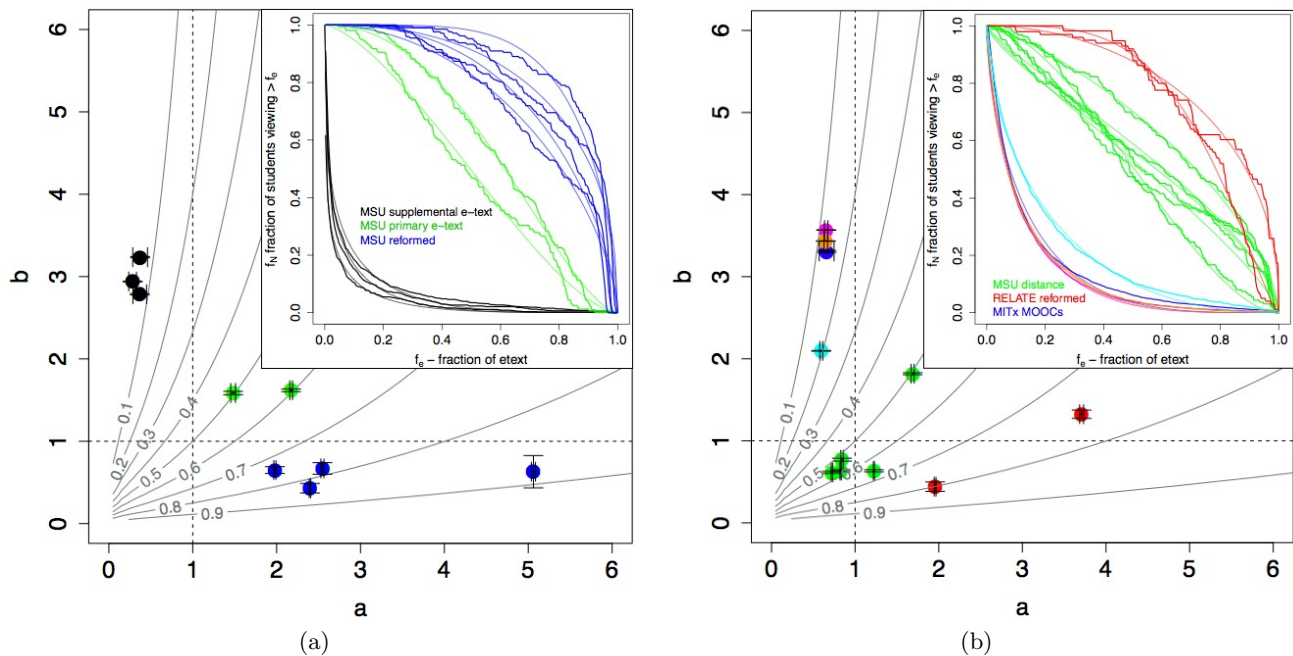 6
5
4
3
2
1
0
b
0 1 2 3 4 5 6
a
0.1
0.2
0.3
0.4
0.5
0.6
0.7
0.8
0.9
f_N fraction of students viewing > f_e
1.0
0.8
0.6
0.4
0.2
0.0
MSU supplemental e-text
MSU primary e-text
MSU reformed
0.0 0.2 0.4 0.6 0.8 1.0
f_e – fraction of etext
(a)
6
5
4
3
2
1
0
b
0 1 2 3 4 5 6
a
0.1
0.2
0.3
0.4
0.5
0.6
0.7
0.8
0.9
f_N fraction of students viewing > f_e
1.0
0.8
0.6
0.4
0.2
0.0
MSU distance
RELATE reformed
MITx MOOCs
0.0 0.2 0.4 0.6 0.8 1.0
f_e – fraction of etext
(b)